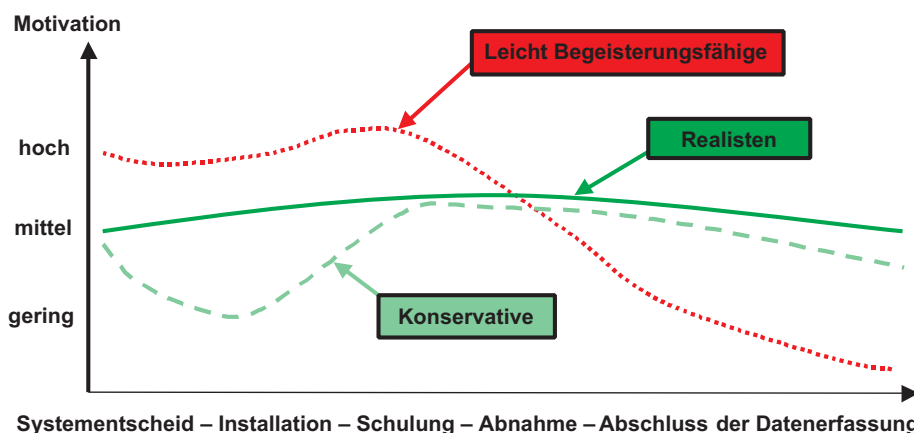 Motivation
Leicht Begeisterungsfähige
hoch
Realisten
mittel
gering
Konservative
Systementscheid – Installation – Schulung – Abnahme – Abschluss der Datenerfassung